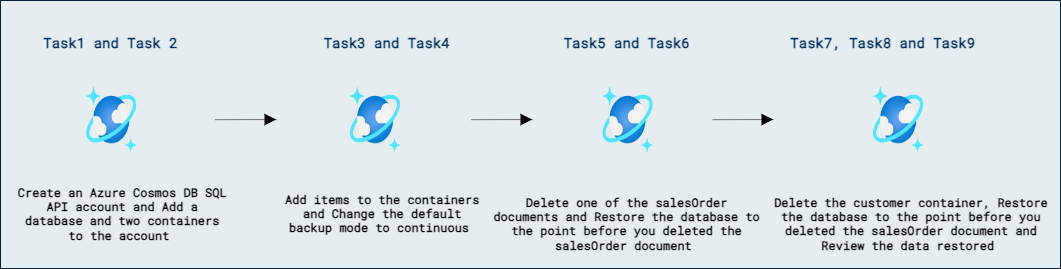 Task1 and Task 2
Task3 and Task4
Task5 and Task6
Task7, Task8 and Task9
Create an Azure Cosmos DB SQL
API account and Add a
database and two containers
to the account
Add items to the containers
and Change the default
backup mode to continuous
Delete one of the salesOrder
documents and Restore the database to
the point before you deleted the
salesOrder document
Delete the customer container, Restore
the database to the point before you
deleted the salesOrder document and
Review the data restored